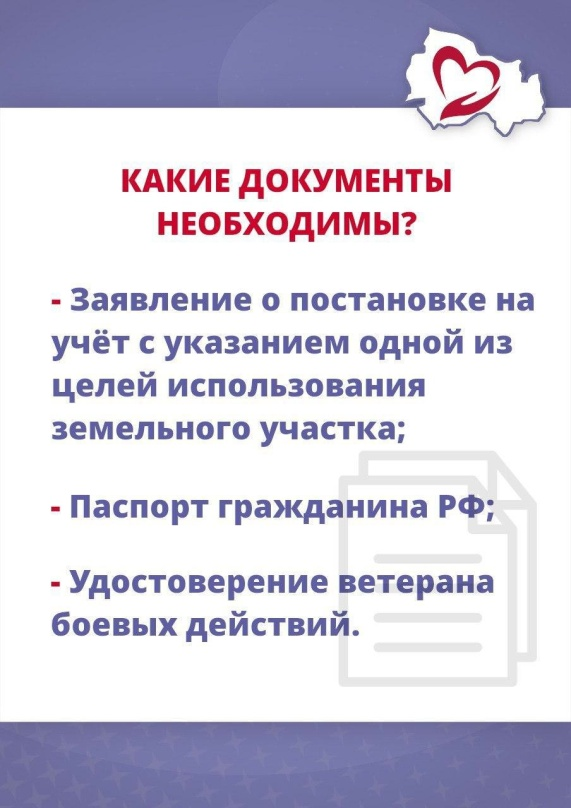 КАКИЕ ДОКУМЕНТЫ
НЕОБХОДИМЫ?
- Заявление о постановке на
учёт с указанием одной из
целей использования
земельного участка;
- Паспорт гражданина РФ;
- Удостоверение ветерана
боевых действий.